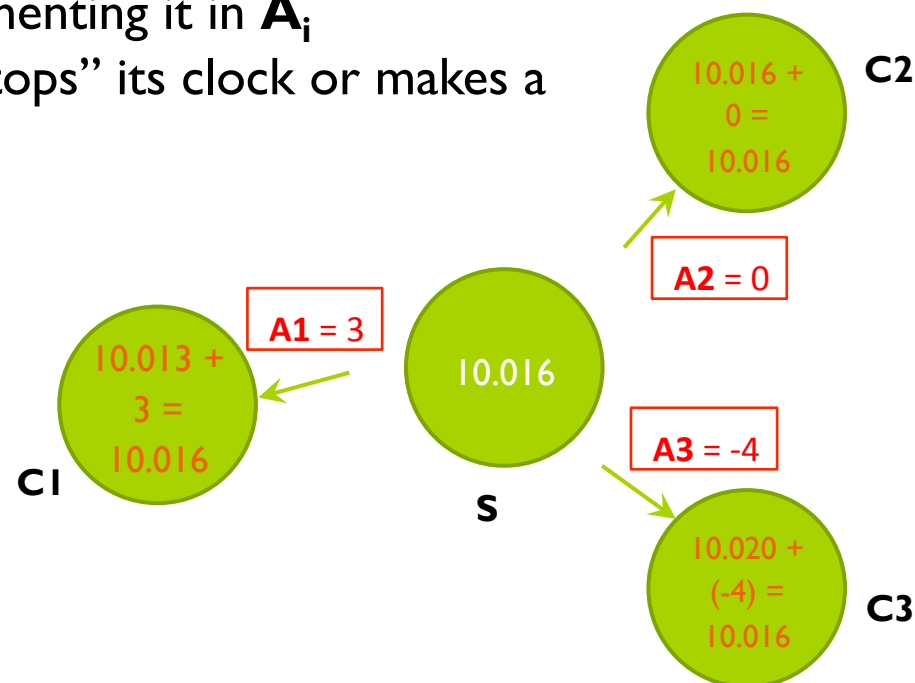 menting it in Ai
tops” its clock or makes a
10.016 +
0 =
10.016
C2
A2 = 0
A1 = 3
10.013 +
3 =
10.016
C1
10.016
S
A3 = -4
10.020 +
(-4) =
10.016
C3